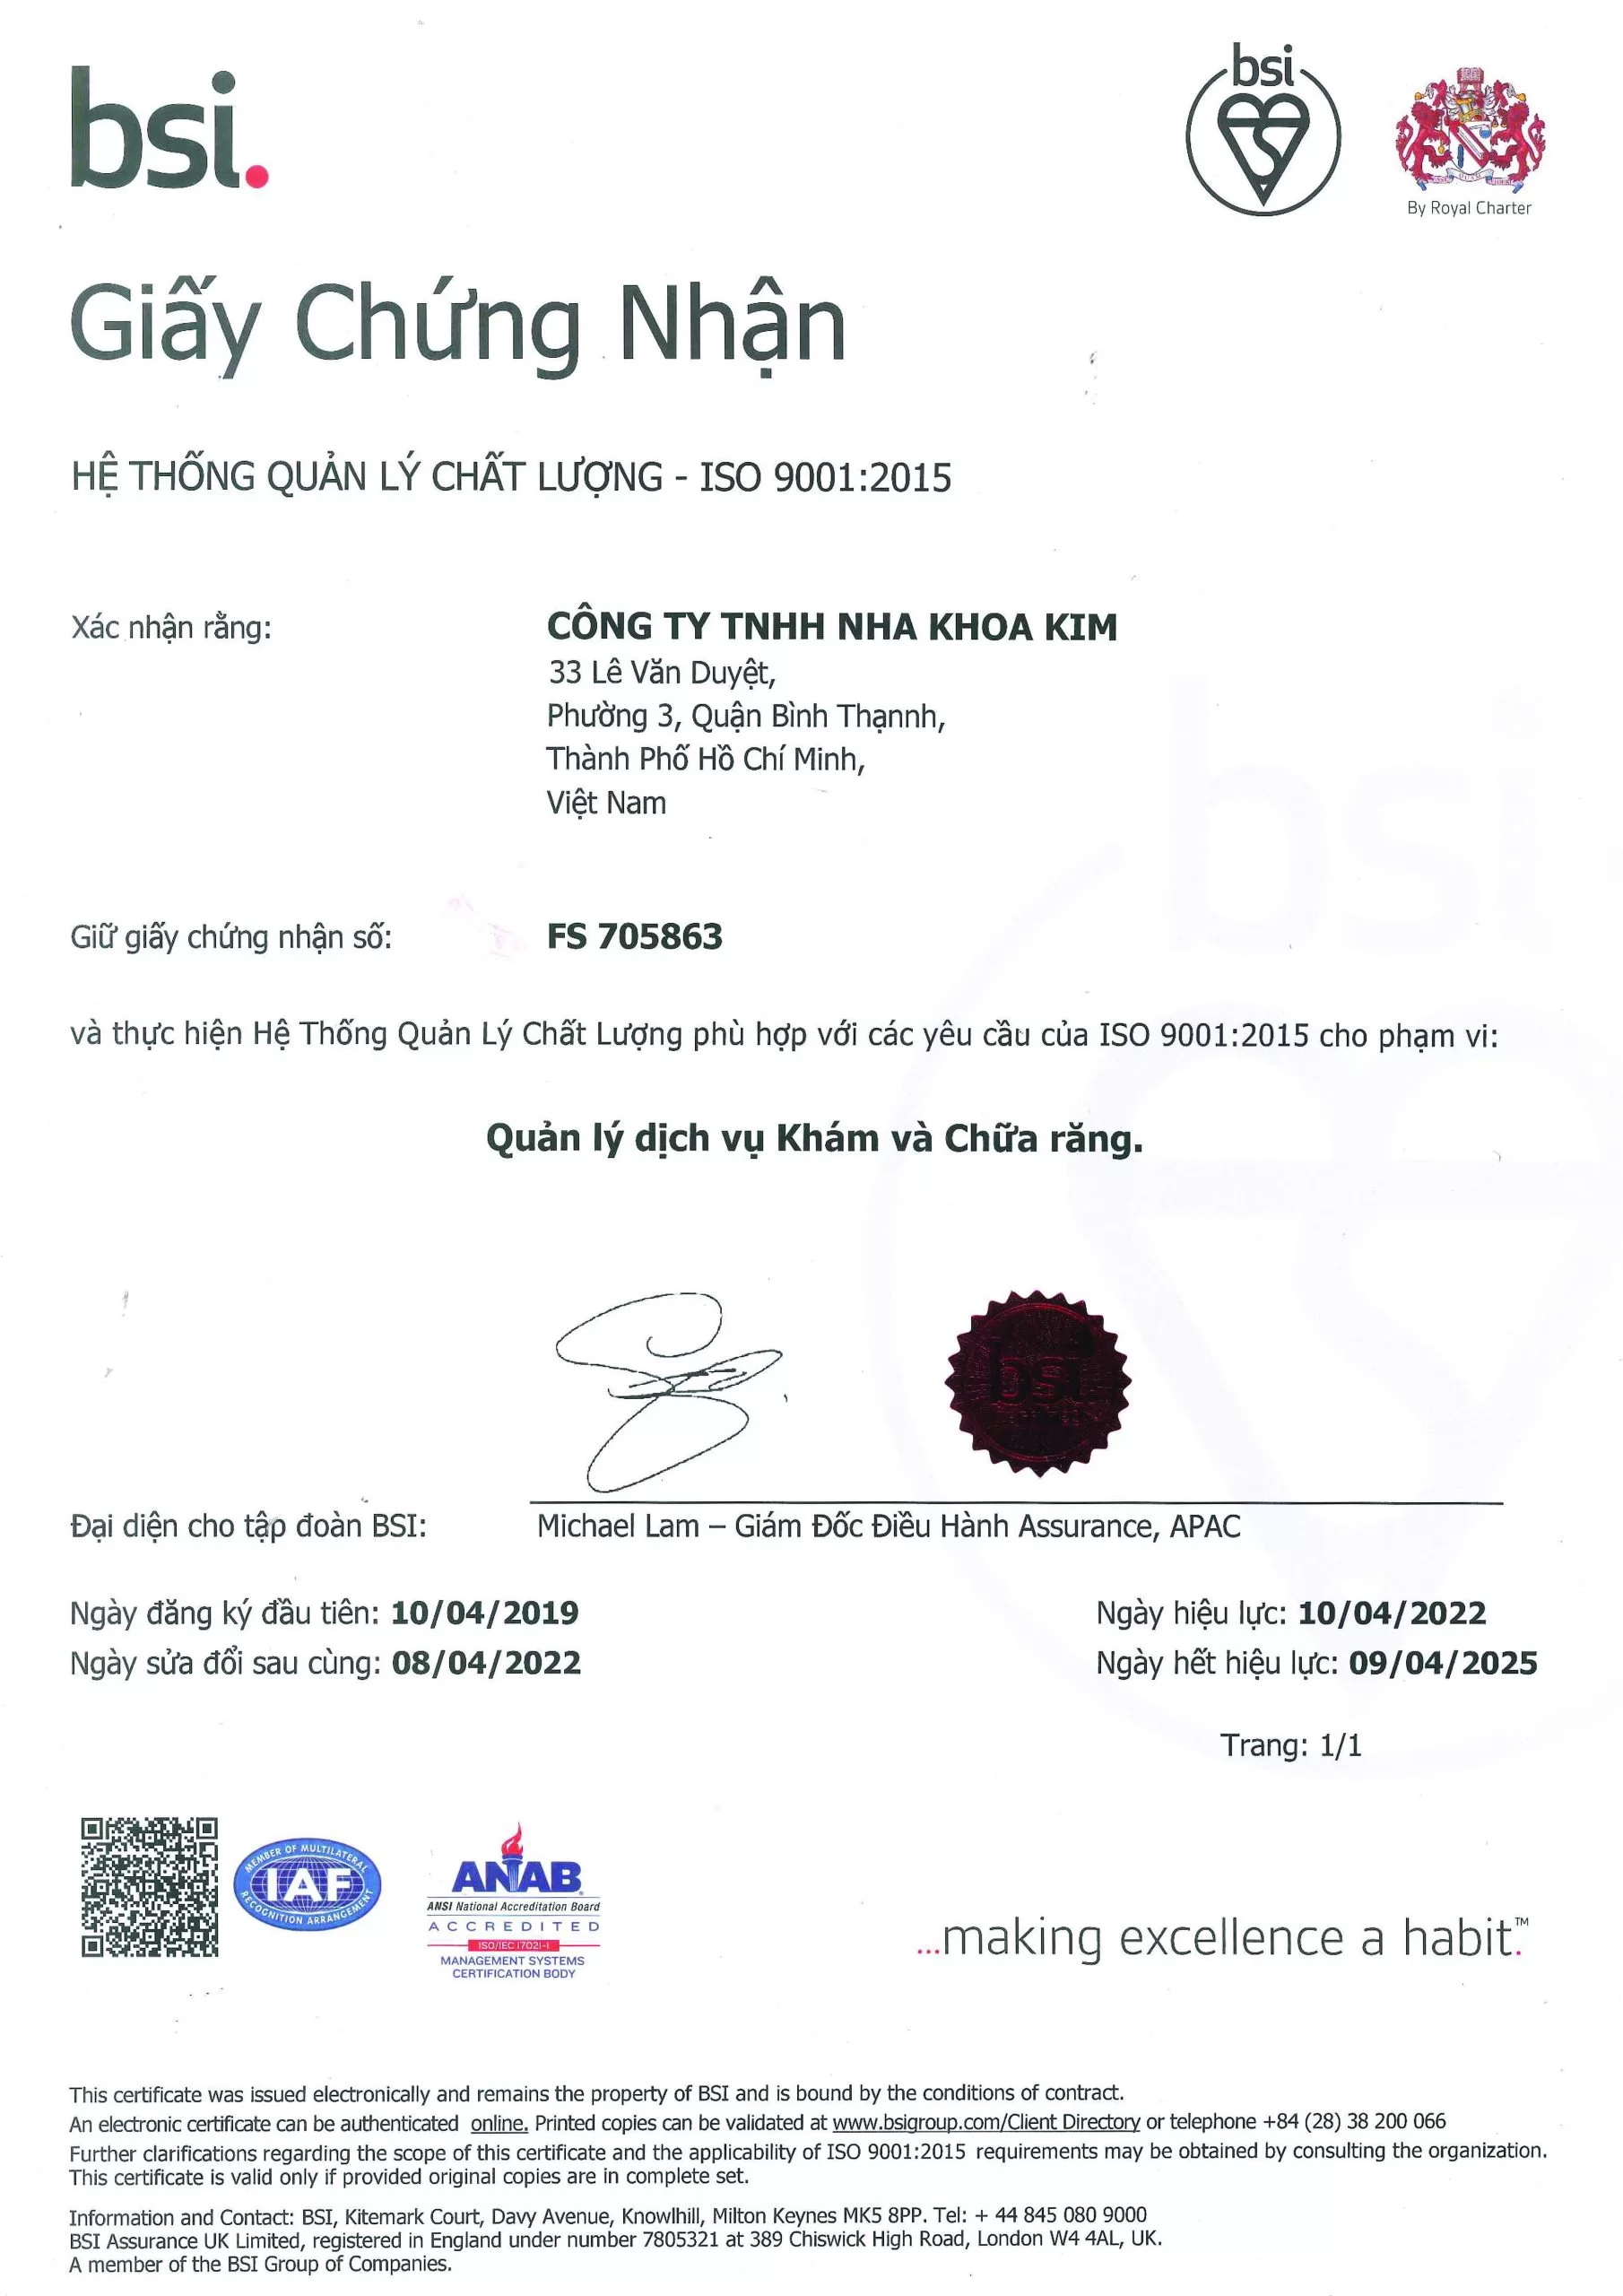 bsi.
bsi
By Royal Charter
Giấy Chứng Nhận
HỆ THỐNG QUẢN LÝ CHẤT LƯỢNG - ISO 9001:2015
Xác nhận rằng:
CÔNG TY TNHH NHA KHOA KIM
33 Lê Văn Duyệt,
Phường 3, Quận Bình Thạnnh,
Thành Phố Hồ Chí Minh,
Việt Nam
Giữ giấy chứng nhận số:
FS 705863
và thực hiện Hệ Thống Quản Lý Chất Lượng phù hợp với các yêu cầu của ISO 9001:2015 cho phạm vi:
Quản lý dịch vụ Khám và Chữa răng.
bsi
Đại diện cho tập đoàn BSI:
Michael Lam – Giám Đốc Điều Hành Assurance, APAC
Ngày đăng ký đầu tiên: 10/04/2019
Ngày hiệu lực: 10/04/2022
Ngày sửa đổi sau cùng: 08/04/2022
Ngày hết hiệu lực: 09/04/2025
Trang: 1/1
MEMBER OF MULTILATERAL
IAF
RECOGNITION ARRANGEMENT
ANAB
ANSI National Accreditation Board
ACCREDITED
ISO/IEC 17021-1
MANAGEMENT SYSTEMS
CERTIFICATION BODY
...making excellence a habit.™
This certificate was issued electronically and remains the property of BSI and is bound by the conditions of contract.
An electronic certificate can be authenticated online. Printed copies can be validated at www.bsigroup.com/Client Directory or telephone +84 (28) 38 200 066
Further clarifications regarding the scope of this certificate and the applicability of ISO 9001:2015 requirements may be obtained by consulting the organization.
This certificate is valid only if provided original copies are in complete set.
Information and Contact: BSI, Kitemark Court, Davy Avenue, Knowlhill, Milton Keynes MK5 8PP. Tel: + 44 845 080 9000
BSI Assurance UK Limited, registered in England under number 7805321 at 389 Chiswick High Road, London W4 4AL, UK.
A member of the BSI Group of Companies.